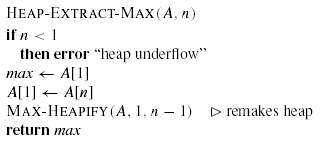 HEAP-EXTRACT-MAX(A, n)
if n < 1
then error “heap underflow”
max ← A[1]
A[1] ← A[n]
MAX-HEAPIFY(A, 1, n − 1) ▷ remakes heap
return max